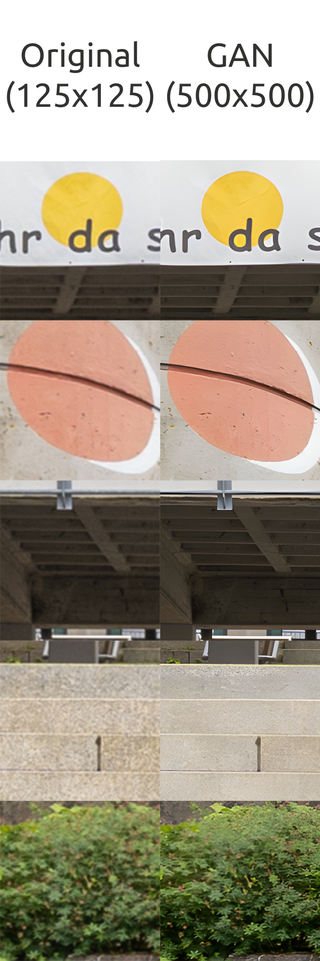 Original GAN
(125x125) (500x500)
hr da s
hr da s